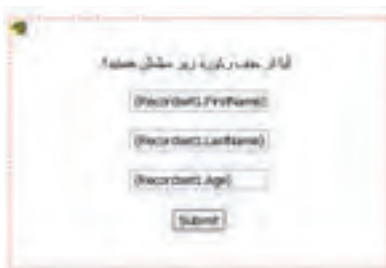 آیا از حذف رکورد زیر مطمئن هستید؟
{Recordset1.FirstName}
{Recordset1.LastName}
{Recordset1.Age}
Submit